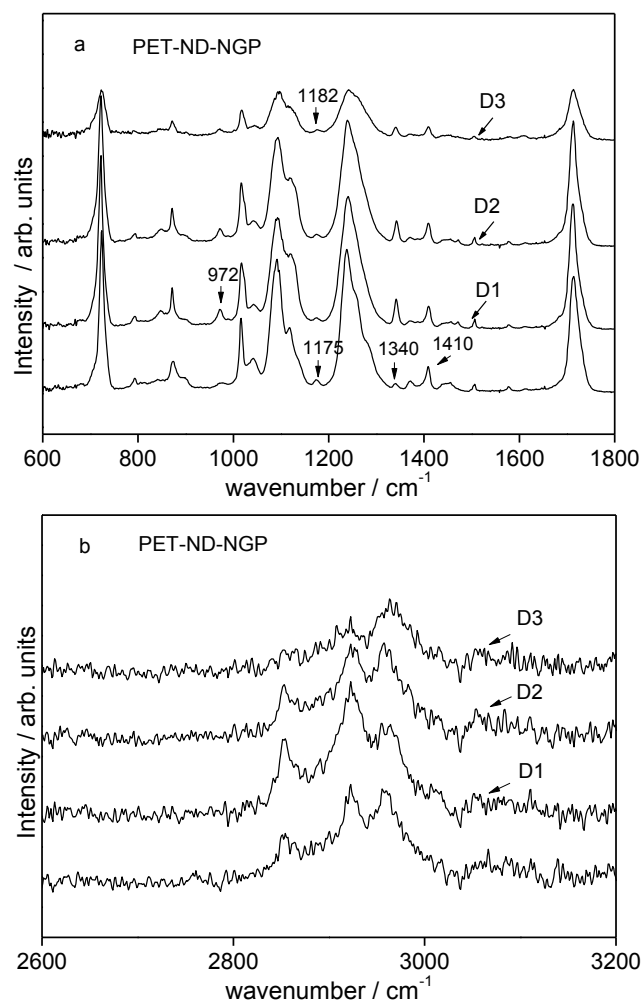 a PET-ND-NGP
1182
D3
D2
972
D1
1175 1340 1410
Intensity / arb. units
600 800 1000 1200 1400 1600 1800
wavenumber / cm⁻¹
b PET-ND-NGP
D3
D2
D1
Intensity / arb. units
2600 2800 3000 3200
wavenumber / cm⁻¹